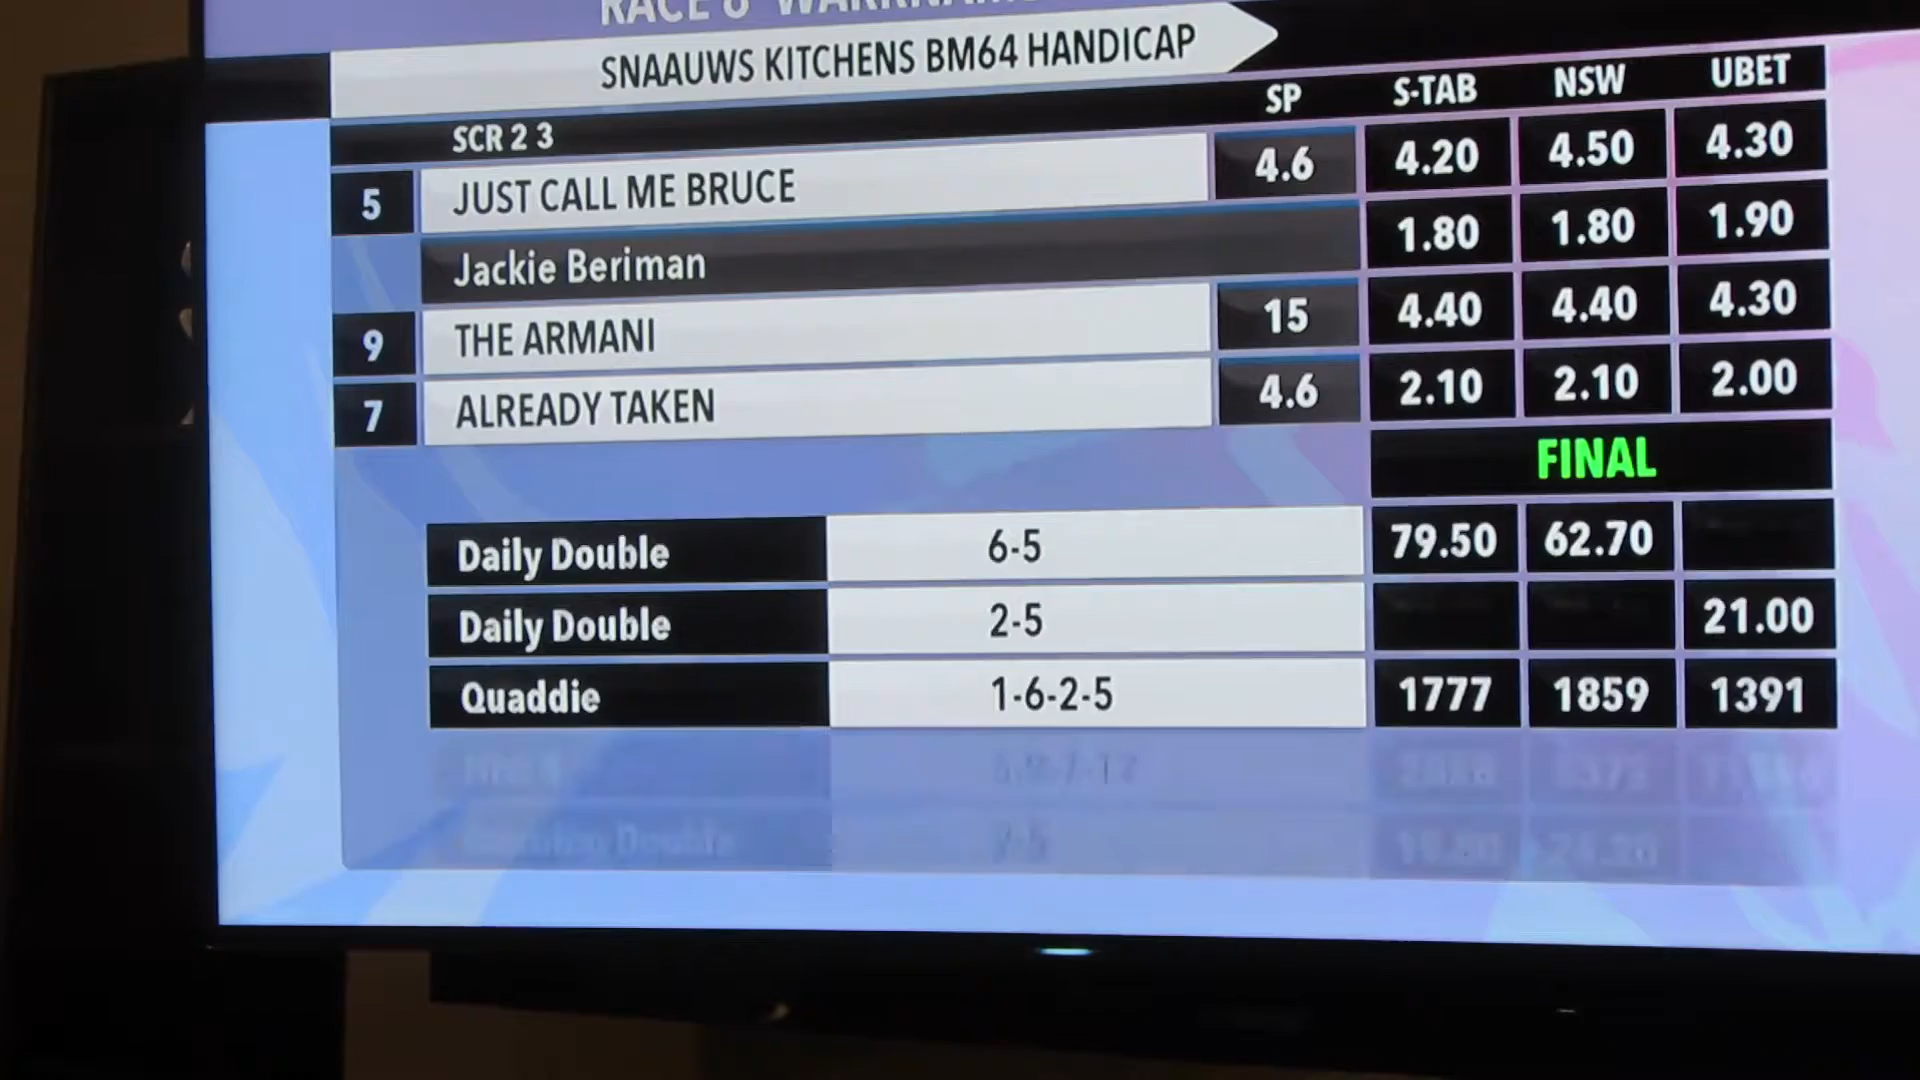 SNAAUWS KITCHENS BM64 HANDICAP
SCR 2 3 SP S-TAB NSW UBET
5 JUST CALL ME BRUCE 4.6 4.20 4.50 4.30
Jackie Beriman 1.80 1.80 1.90
9 THE ARMANI 15 4.40 4.40 4.30
7 ALREADY TAKEN 4.6 2.10 2.10 2.00
FINAL
Daily Double 6-5 79.50 62.70
Daily Double 2-5 21.00
Quaddie 1-6-2-5 1777 1859 1391